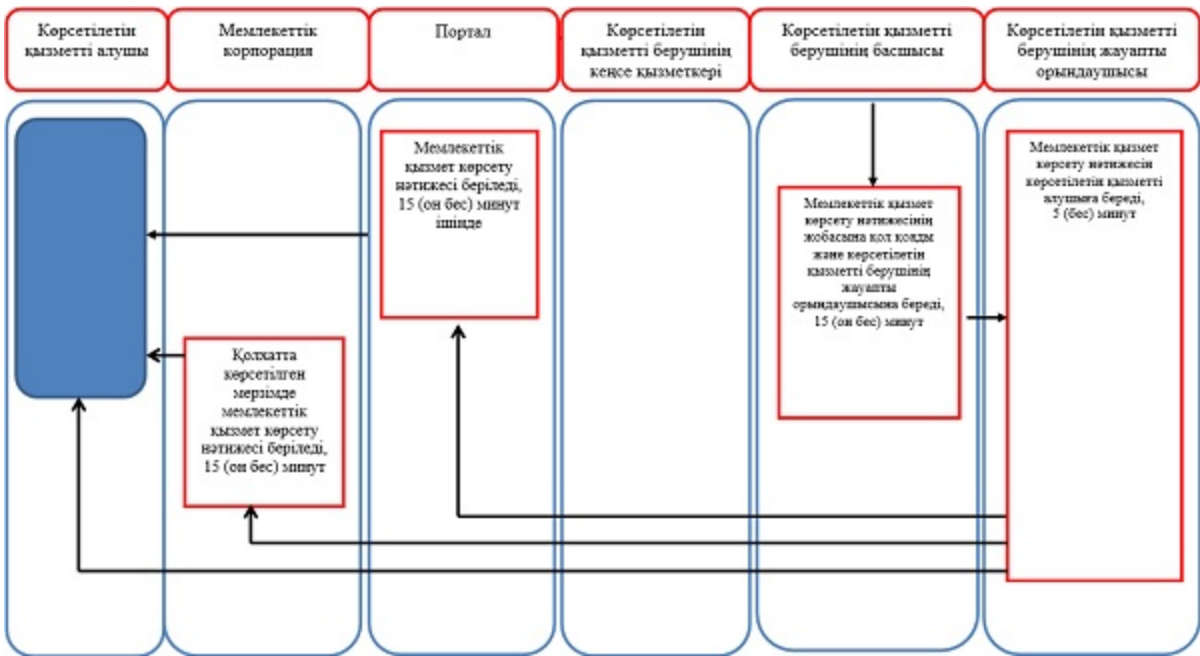 Көрсетілетін
қызметті алушы
Мемлекеттік
корпорация
Портал
Көрсетілетін
қызметті берушінің
кеңсе қызметкері
Көрсетілетін қызметті
берушінің басшысы
Көрсетілетін қызметті
берушінің жауапты
орындаушысы
Мемлекеттік
қызмет көрсету
нәтижесі беріледі,
15 (он бес) минут
ішінде
Қолхатта
көрсетілген
мерзімде
мемлекеттік
қызмет көрсету
нәтижесі беріледі,
15 (он бес) минут
Мемлекеттік қызмет
көрсету нәтижесінің
жобасына қол қояды
және көрсетілетін
қызметті берушінің
жауапты
орындаушысына береді,
15 (он бес) минут
Мемлекеттік қызмет
көрсету нәтижесін
көрсетілетін қызметті
алушыға береді,
5 (бес) минут